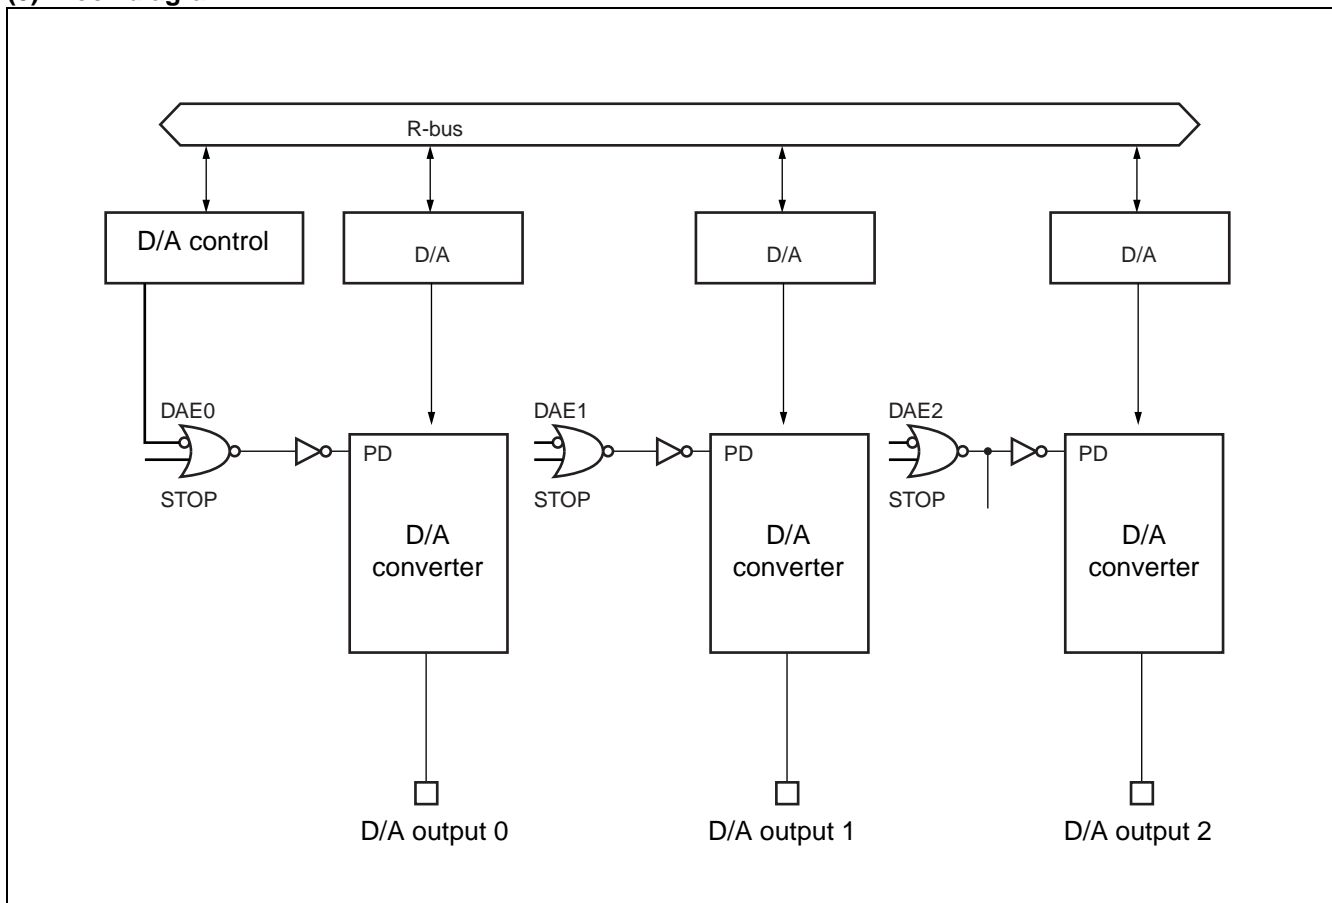 R-bus
D/A control
D/A
D/A
D/A
DAE0
DAE1
DAE2
PD
PD
PD
STOP
STOP
STOP
D/A
converter
D/A
converter
D/A
converter
D/A output 0
D/A output 1
D/A output 2